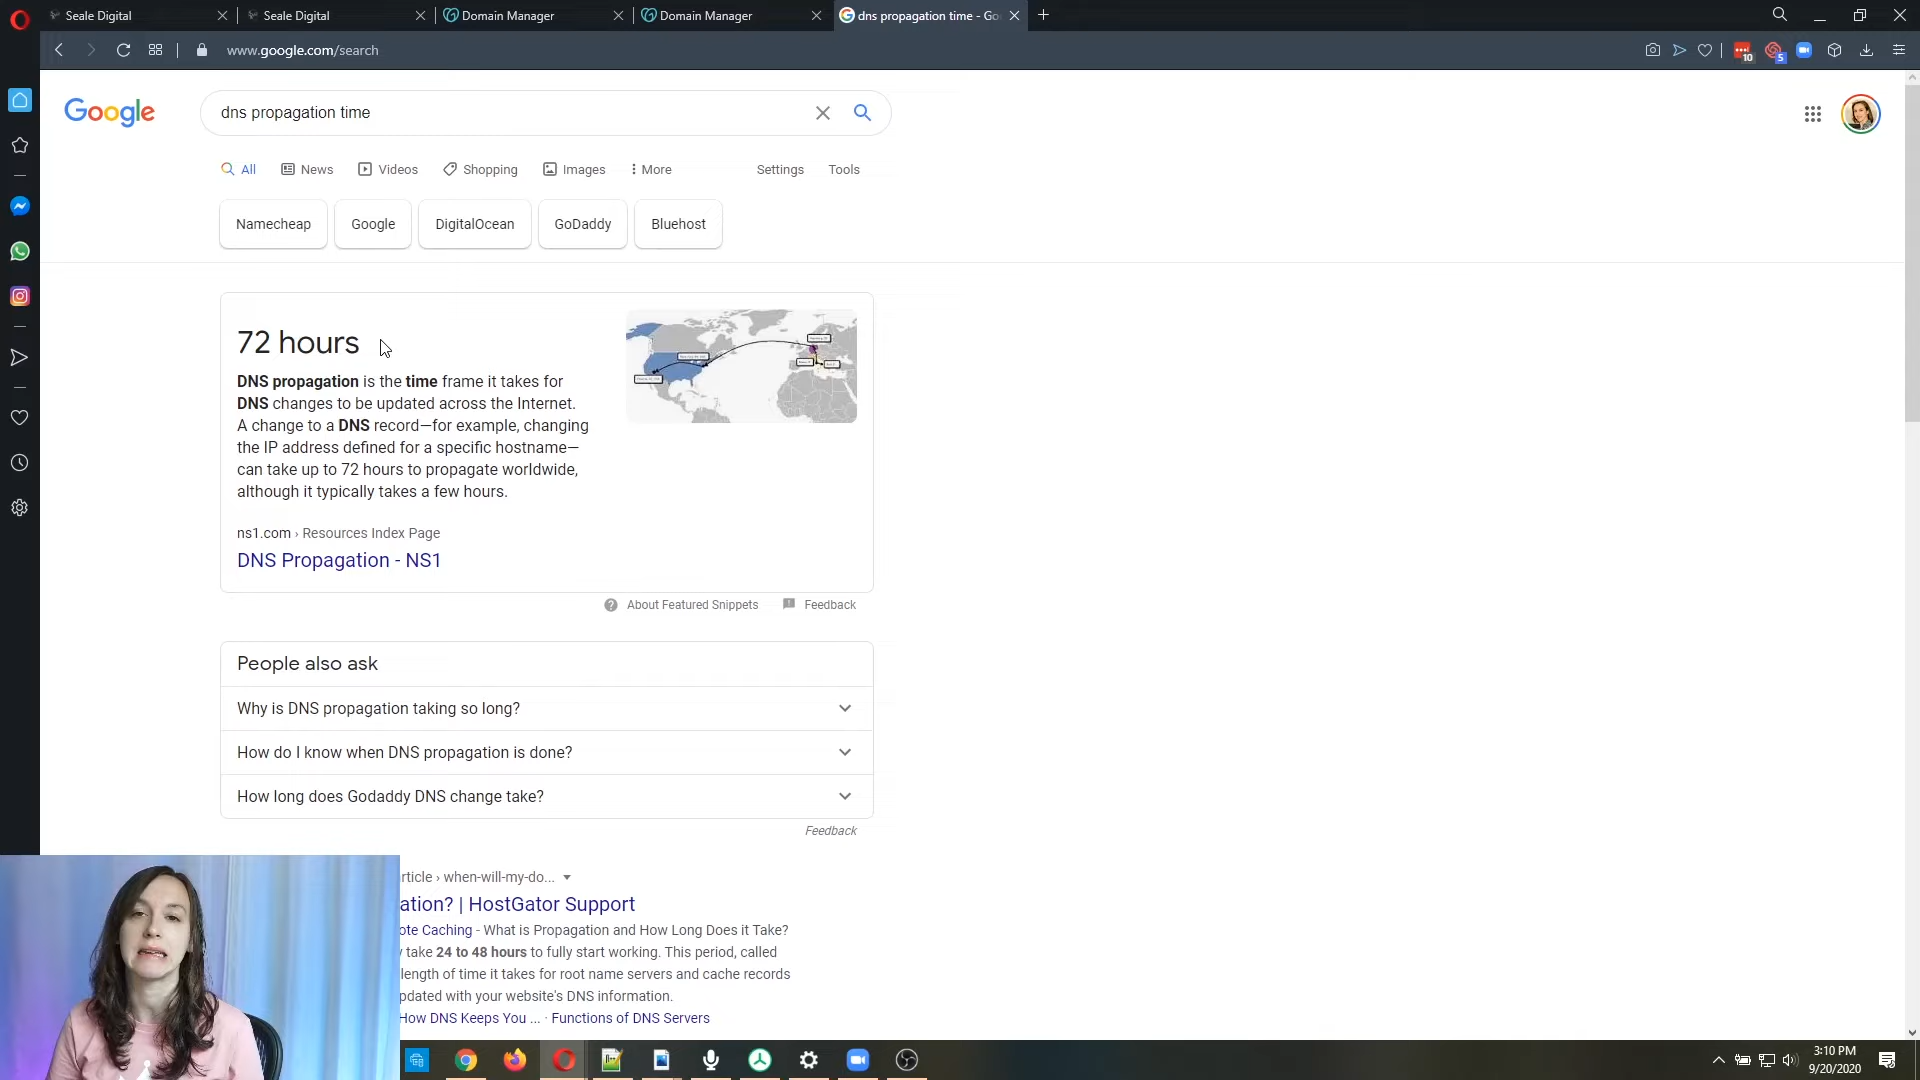 Seale Digital
Seale Digital
Domain Manager
Domain Manager
dns propagation time - Go
www.google.com/search
10
5
Google
dns propagation time
All
News
Videos
Shopping
Images
More
Settings
Tools
Namecheap
Google
DigitalOcean
GoDaddy
Bluehost
72 hours
DNS propagation is the time frame it takes for
DNS changes to be updated across the Internet.
A change to a DNS record—for example, changing
the IP address defined for a specific hostname—
can take up to 72 hours to propagate worldwide,
although it typically takes a few hours.
ns1.com › Resources Index Page
DNS Propagation - NS1
About Featured Snippets
Feedback
People also ask
Why is DNS propagation taking so long?
How do I know when DNS propagation is done?
How long does Godaddy DNS change take?
Feedback
rticle › when-will-my-do...
ation? | HostGator Support
ote Caching - What is Propagation and How Long Does it Take?
y take 24 to 48 hours to fully start working. This period, called
length of time it takes for root name servers and cache records
pdated with your website's DNS information.
How DNS Keeps You ... · Functions of DNS Servers
3:10 PM
9/20/2020